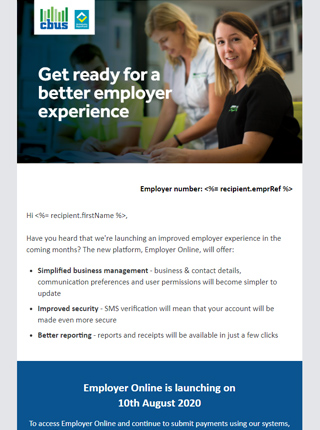 cbus
Get ready for a
better employer
experience
Employer number: <%= recipient.emprRef %>
Hi <%= recipient.firstName %>,
Have you heard that we're launching an improved employer experience in the
coming months? The new platform, Employer Online, will offer:
• Simplified business management - business & contact details,
communication preferences and user permissions will become simpler to
update
• Improved security - SMS verification will mean that your account will be
made even more secure
• Better reporting - reports and receipts will be available in just a few clicks
Employer Online is launching on
10th August 2020
To access Employer Online and continue to submit payments using our systems,